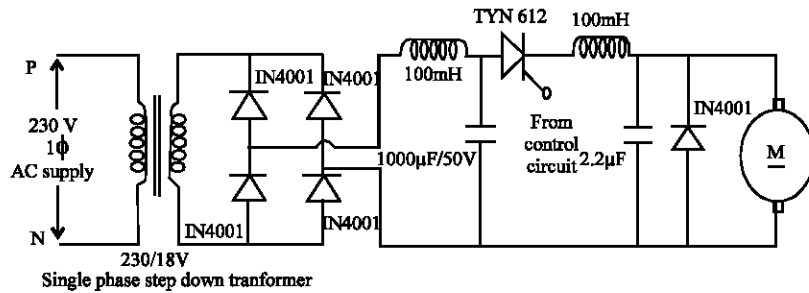 TYN 612
100mH
P
IN4001
IN4001
100mH
IN4001
230 V
1Φ
AC supply
From
control
circuit
1000µF/50V
2.2µF
M
N
IN4001
IN4001
230/18V
Single phase step down tranformer